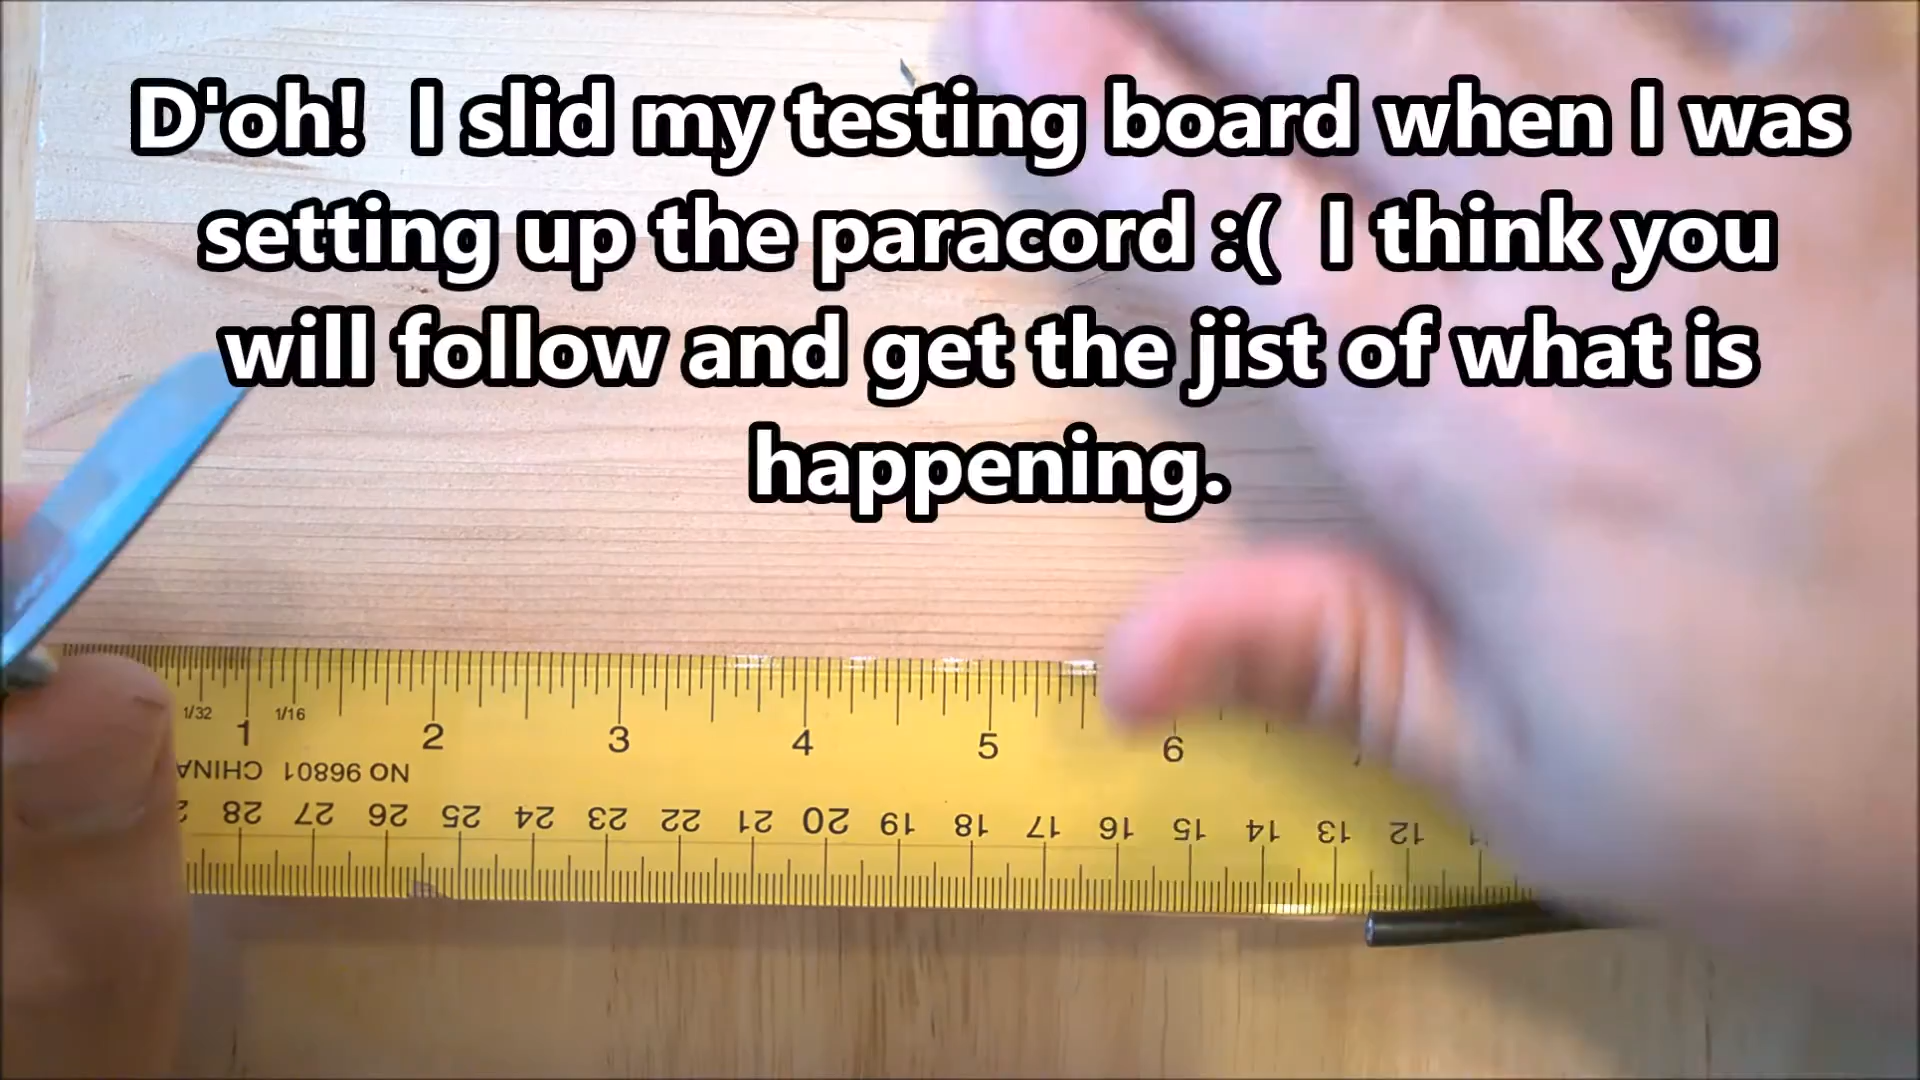 D'oh!  I slid my testing board when I was
setting up the paracord :(  I think you
will follow and get the jist of what is
happening.
1/32 1/16
1 2 3 4 5 6
NO 96801 CHINA
28 27 26 25 24 23 22 21 20 19 18 17 16 15 14 13 12 11